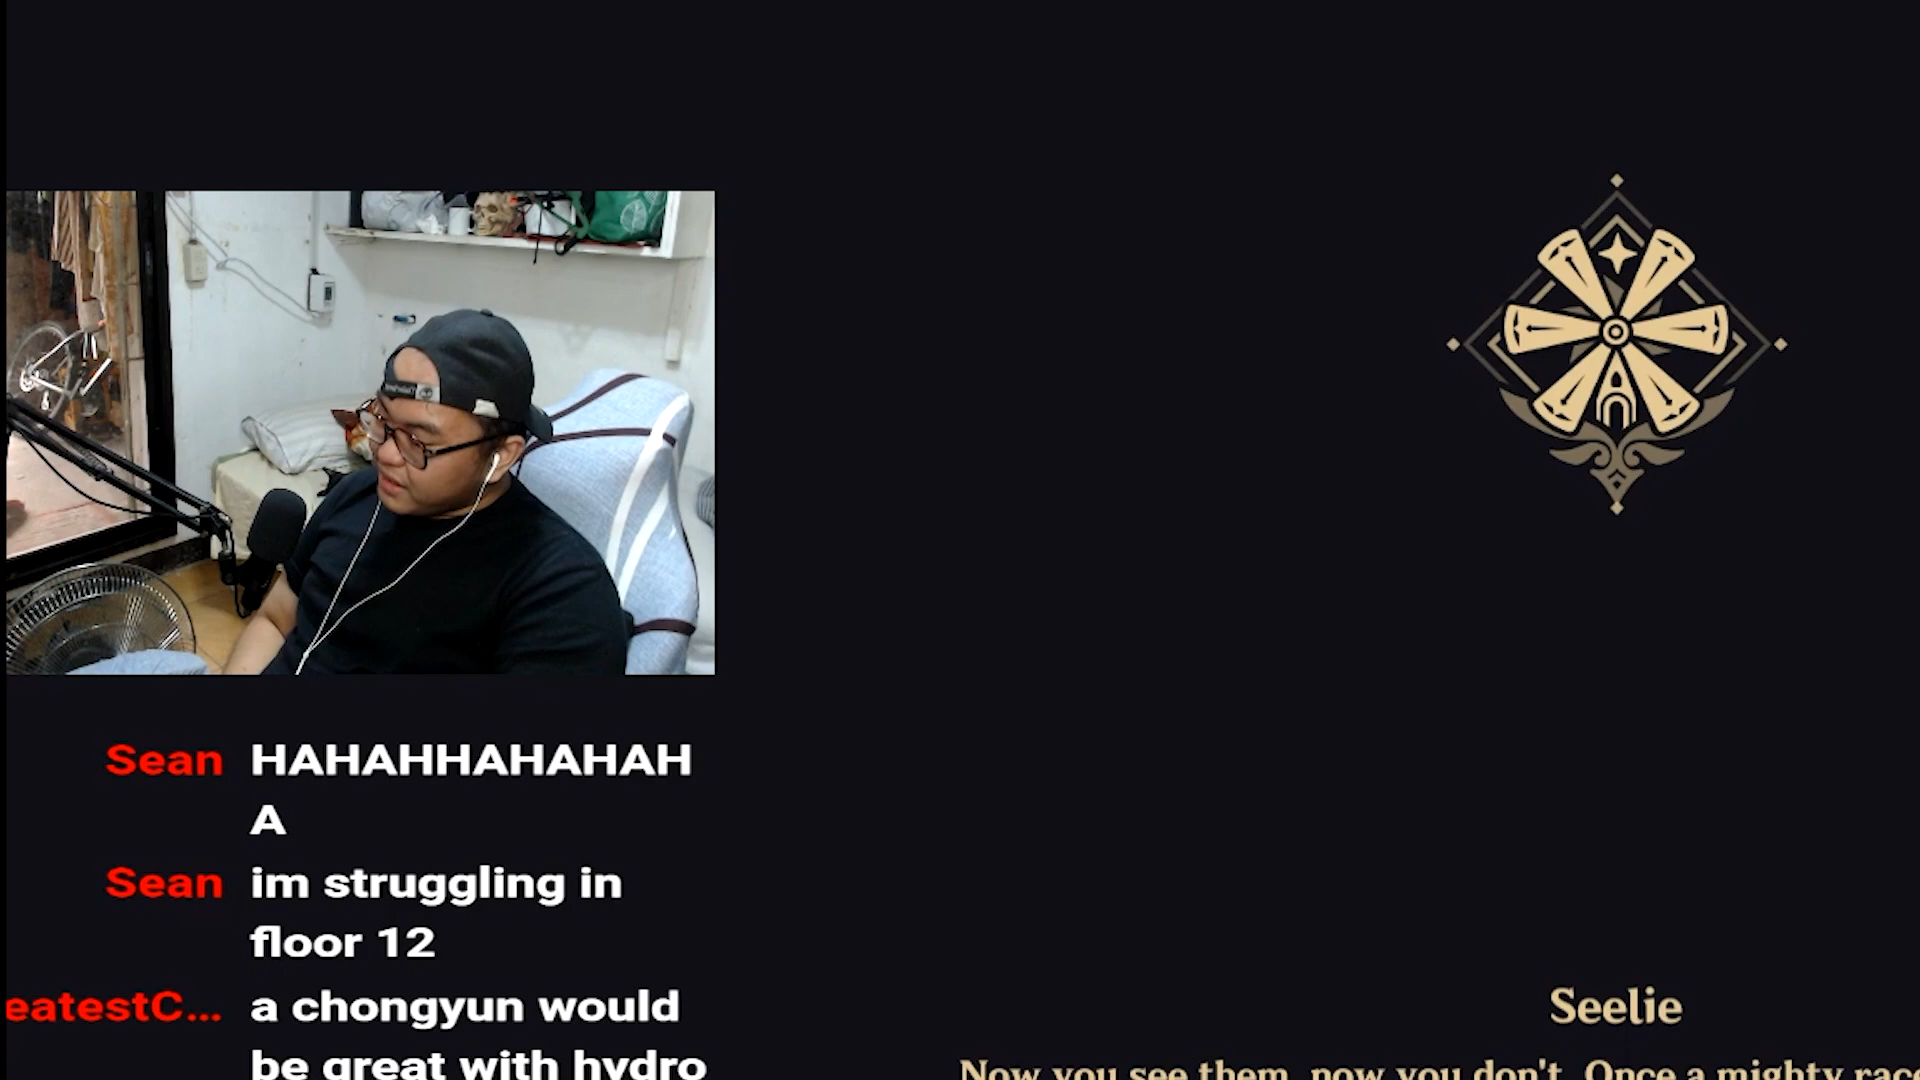 Sean HAHAHHAHAHAH
A
Sean im struggling in
floor 12
eatestC... a chongyun would
be great with hydro
Seelie
Now you see them, now you don't. Once a mighty race